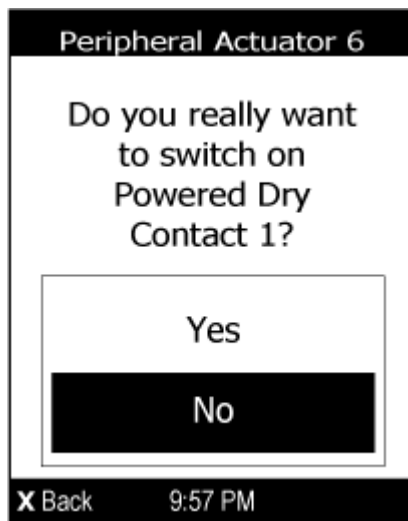 Peripheral Actuator 6
Do you really want
to switch on
Powered Dry
Contact 1?
Yes
No
X Back 9:57 PM